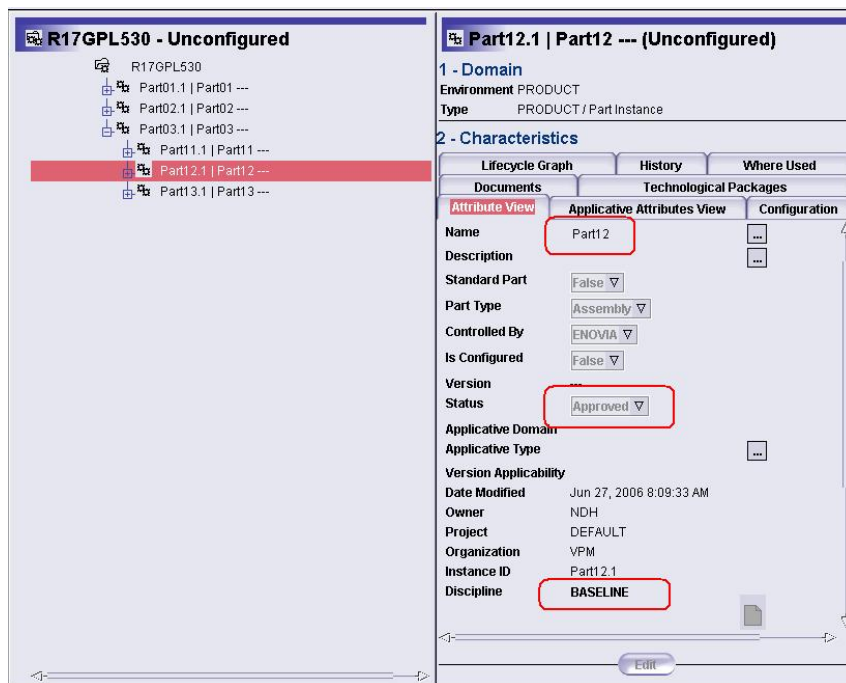 R17GPL530 - Unconfigured
R17GPL530
Part01.1 | Part01 ---
Part02.1 | Part02 ---
Part03.1 | Part03 ---
Part11.1 | Part11 ---
Part12.1 | Part12 ---
Part13.1 | Part13 ---
Part12.1 | Part12 --- (Unconfigured)
1 - Domain
Environment PRODUCT
Type PRODUCT / Part Instance
2 - Characteristics
Lifecycle Graph History Where Used
Documents Technological Packages
Attribute View Applicative Attributes View Configuration
Name Part12 ...
Description ...
Standard Part False
Part Type Assembly
Controlled By ENOVIA
Is Configured False
Version ---
Status Approved
Applicative Domain
Applicative Type ...
Version Applicability
Date Modified Jun 27, 2006 8:09:33 AM
Owner NDH
Project DEFAULT
Organization VPM
Instance ID Part12.1
Discipline BASELINE
Edit